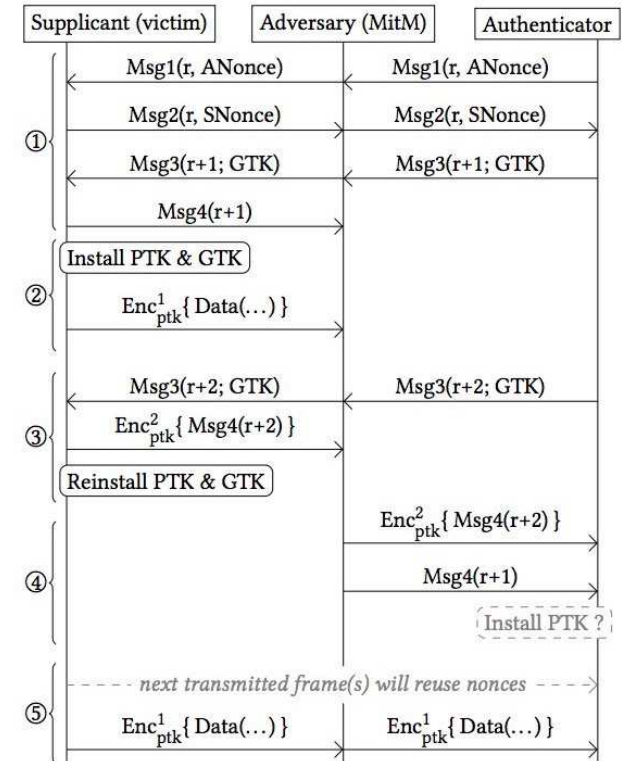 Supplicant (victim) Adversary (MitM) Authenticator
Msg1(r, ANonce) Msg1(r, ANonce)
Msg2(r, SNonce) Msg2(r, SNonce)
①
Msg3(r+1; GTK) Msg3(r+1; GTK)
Msg4(r+1)
Install PTK & GTK
②
Enc¹ptk{ Data(…) }
Msg3(r+2; GTK) Msg3(r+2; GTK)
③
Enc²ptk{ Msg4(r+2) }
Reinstall PTK & GTK
Enc²ptk{ Msg4(r+2) }
④
Msg4(r+1)
Install PTK ?
next transmitted frame(s) will reuse nonces
⑤
Enc¹ptk{ Data(…) } Enc¹ptk{ Data(…) }